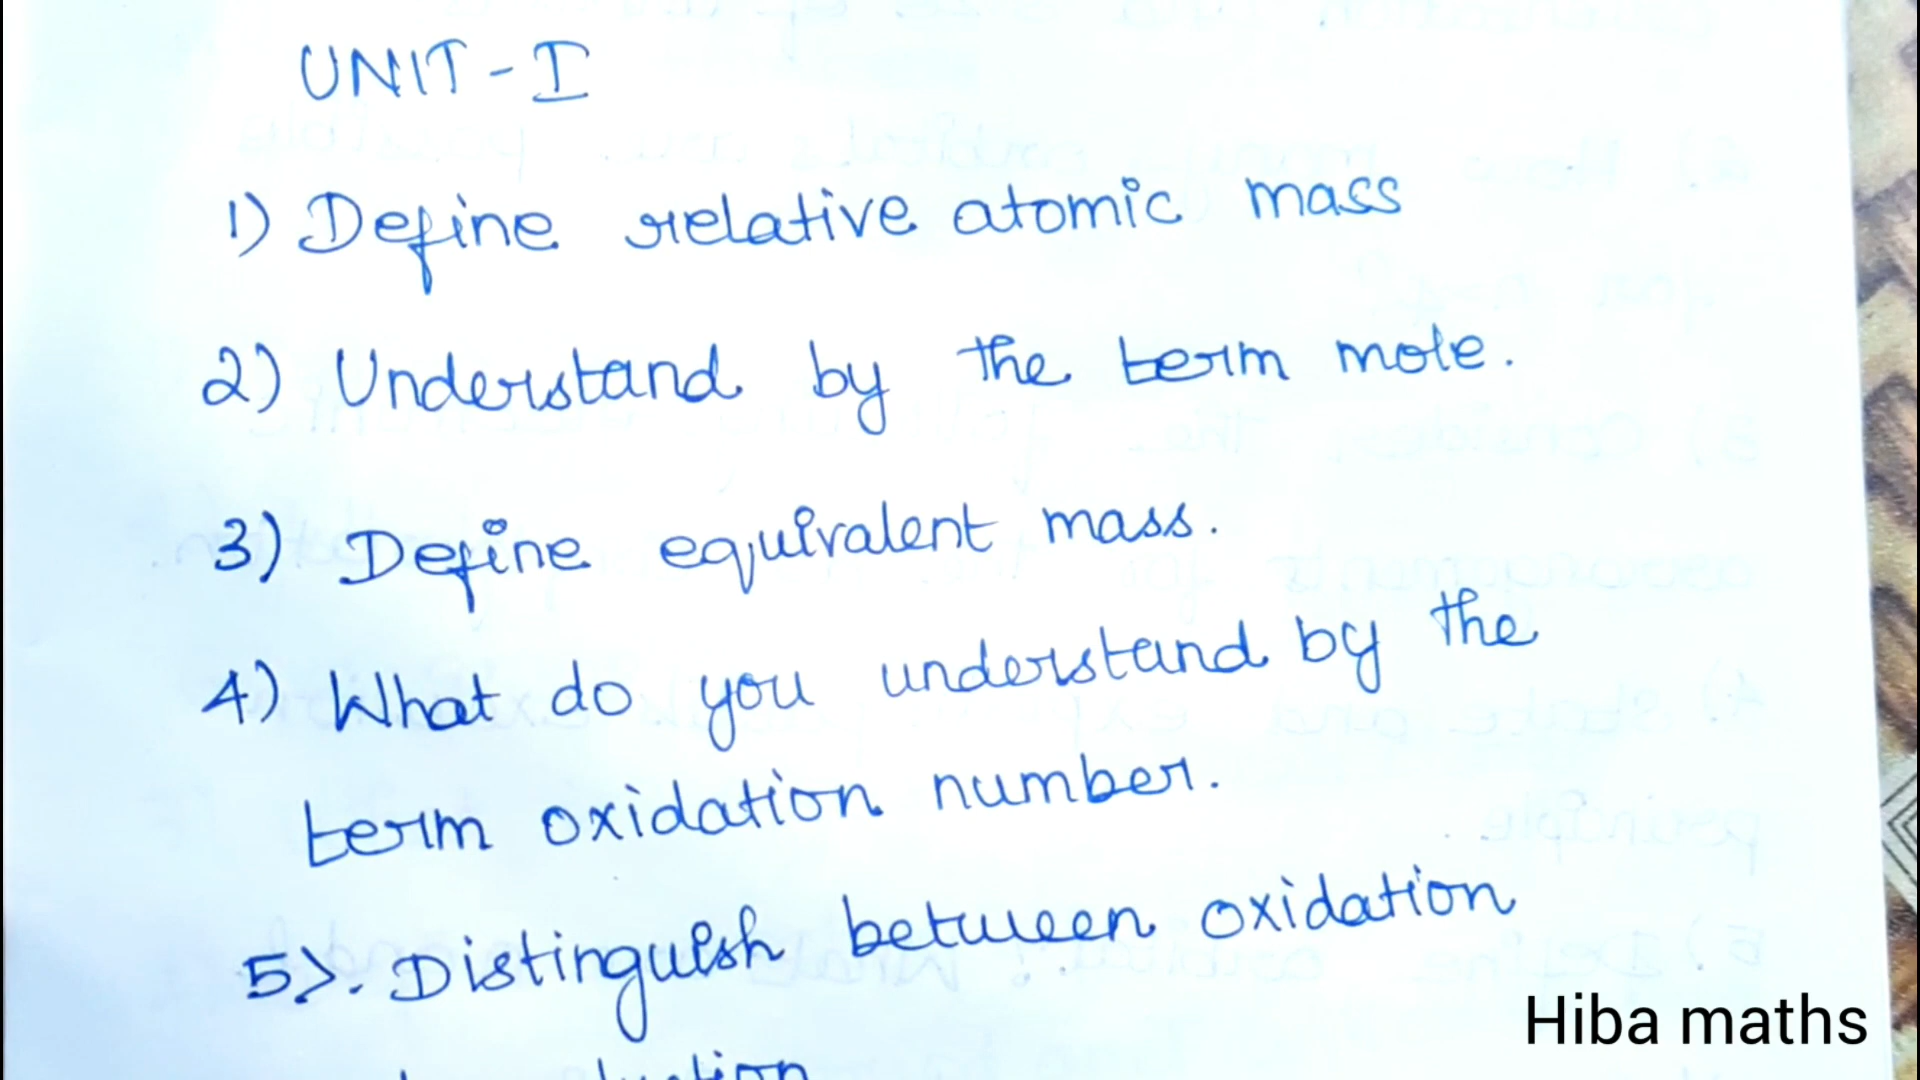 UNIT-I
1) Define relative atomic mass
2) Understand by the term mole.
3) Define equivalent mass.
4) What do you understand by the
term oxidation number.
5). Distinguish between oxidation
Hiba maths